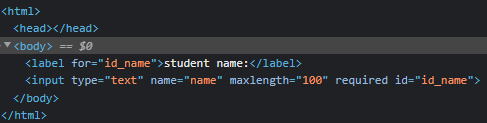 <html>
<head></head>
▼<body> == $0
<label for="id_name">student name:</label>
<input type="text" name="name" maxlength="100" required id="id_name">
</body>
</html>